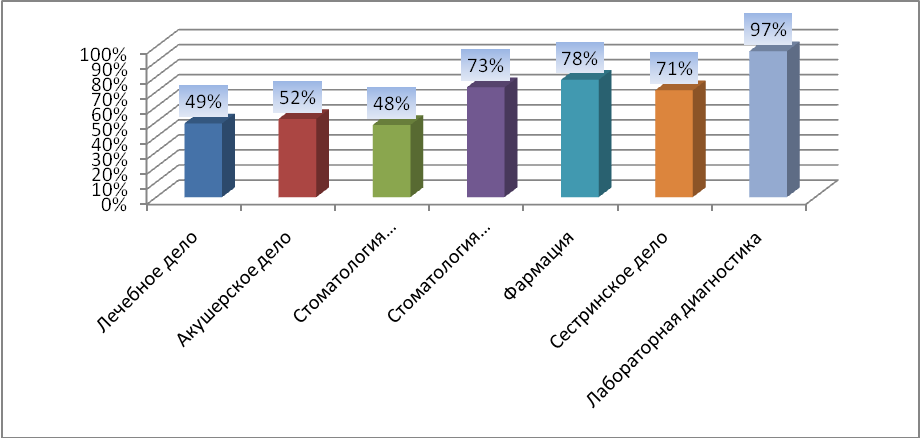 100%
90%
80%
70%
60%
50%
40%
30%
20%
10%
0%
49%
52%
48%
73%
78%
71%
97%
Лечебное дело
Акушерское дело
Стоматология...
Стоматология...
Фармация
Сестринское дело
Лабораторная диагностика